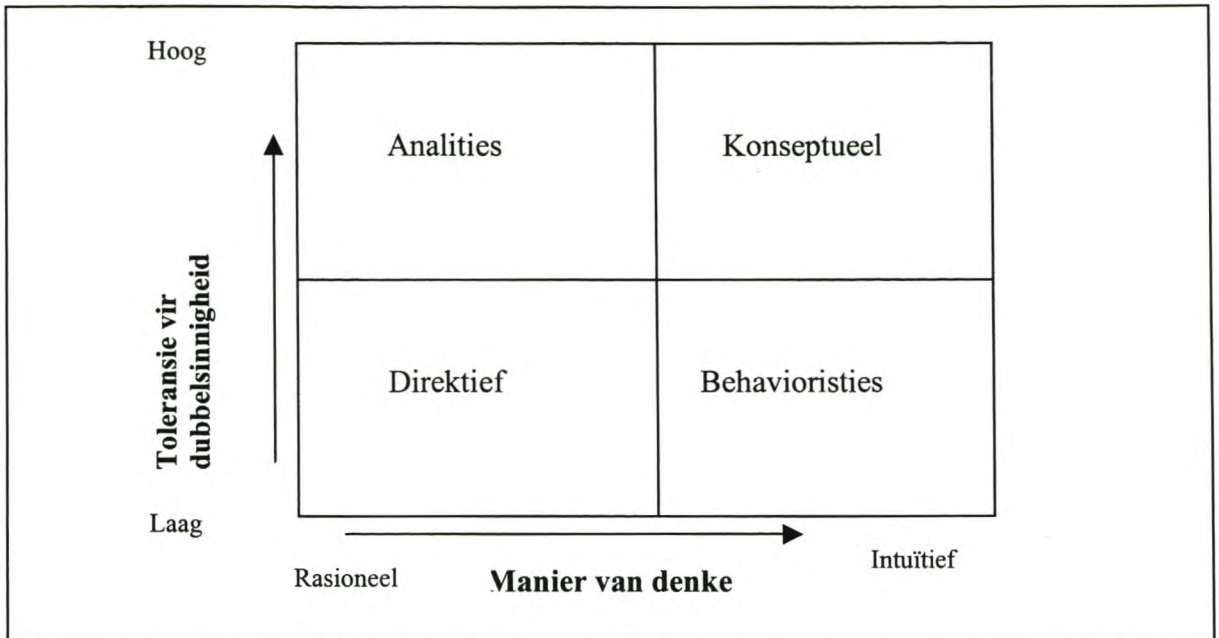 Hoog
Analities
Konseptueel
Toleransie vir
dubbelsinnigheid
Direktief
Behavioristies
Laag
Rasioneel
Manier van denke
Intuïtief